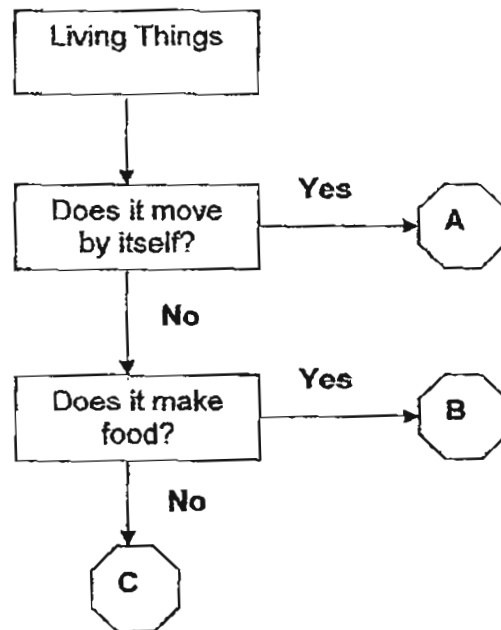 Living Things
Yes
Does it move
by itself?
A
No
Yes
Does it make
food?
B
No
C